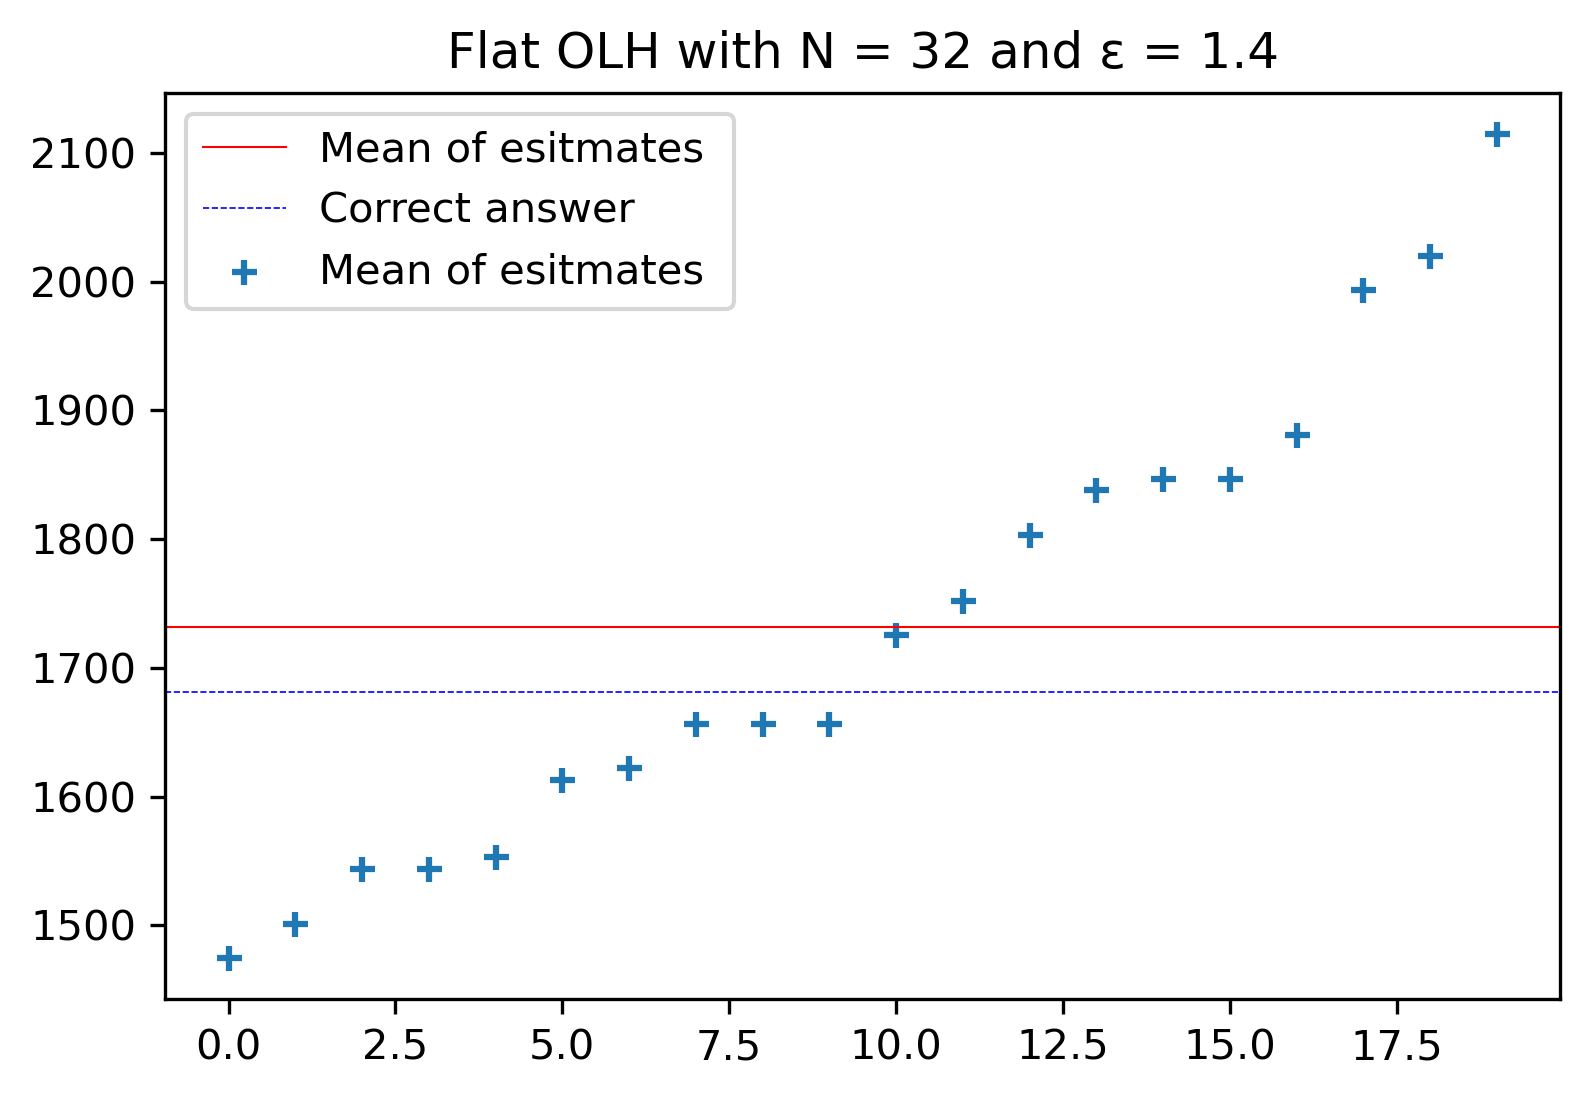 Flat OLH with N = 32 and ε = 1.4
Mean of esitmates
Correct answer
Mean of esitmates
2100
2000
1900
1800
1700
1600
1500
0.0 2.5 5.0 7.5 10.0 12.5 15.0 17.5